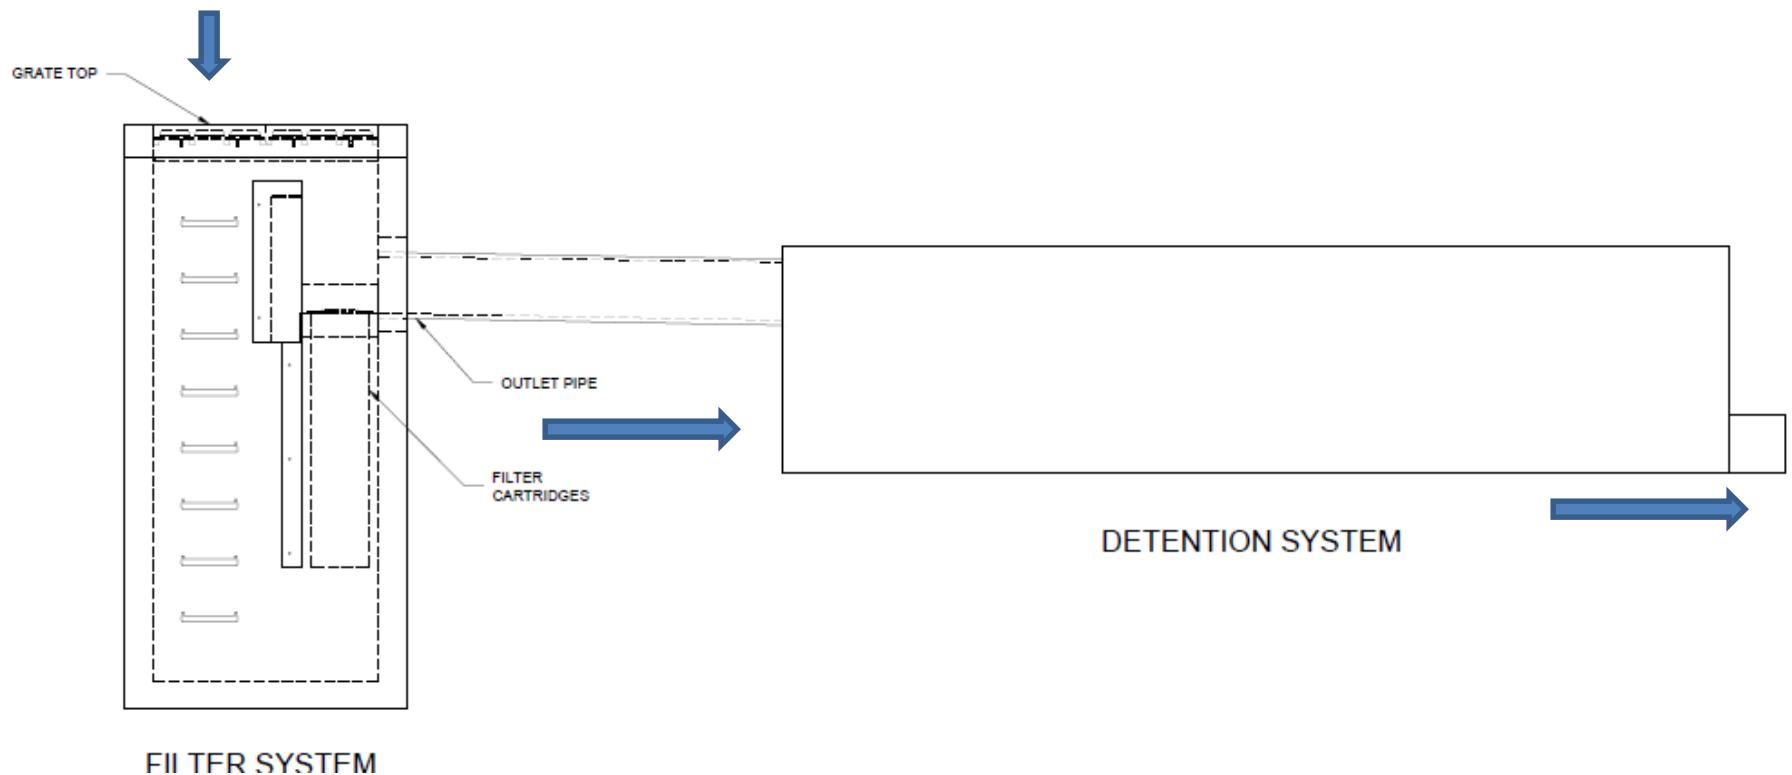 GRATE TOP
OUTLET PIPE
FILTER
CARTRIDGES
DETENTION SYSTEM
FILTER SYSTEM